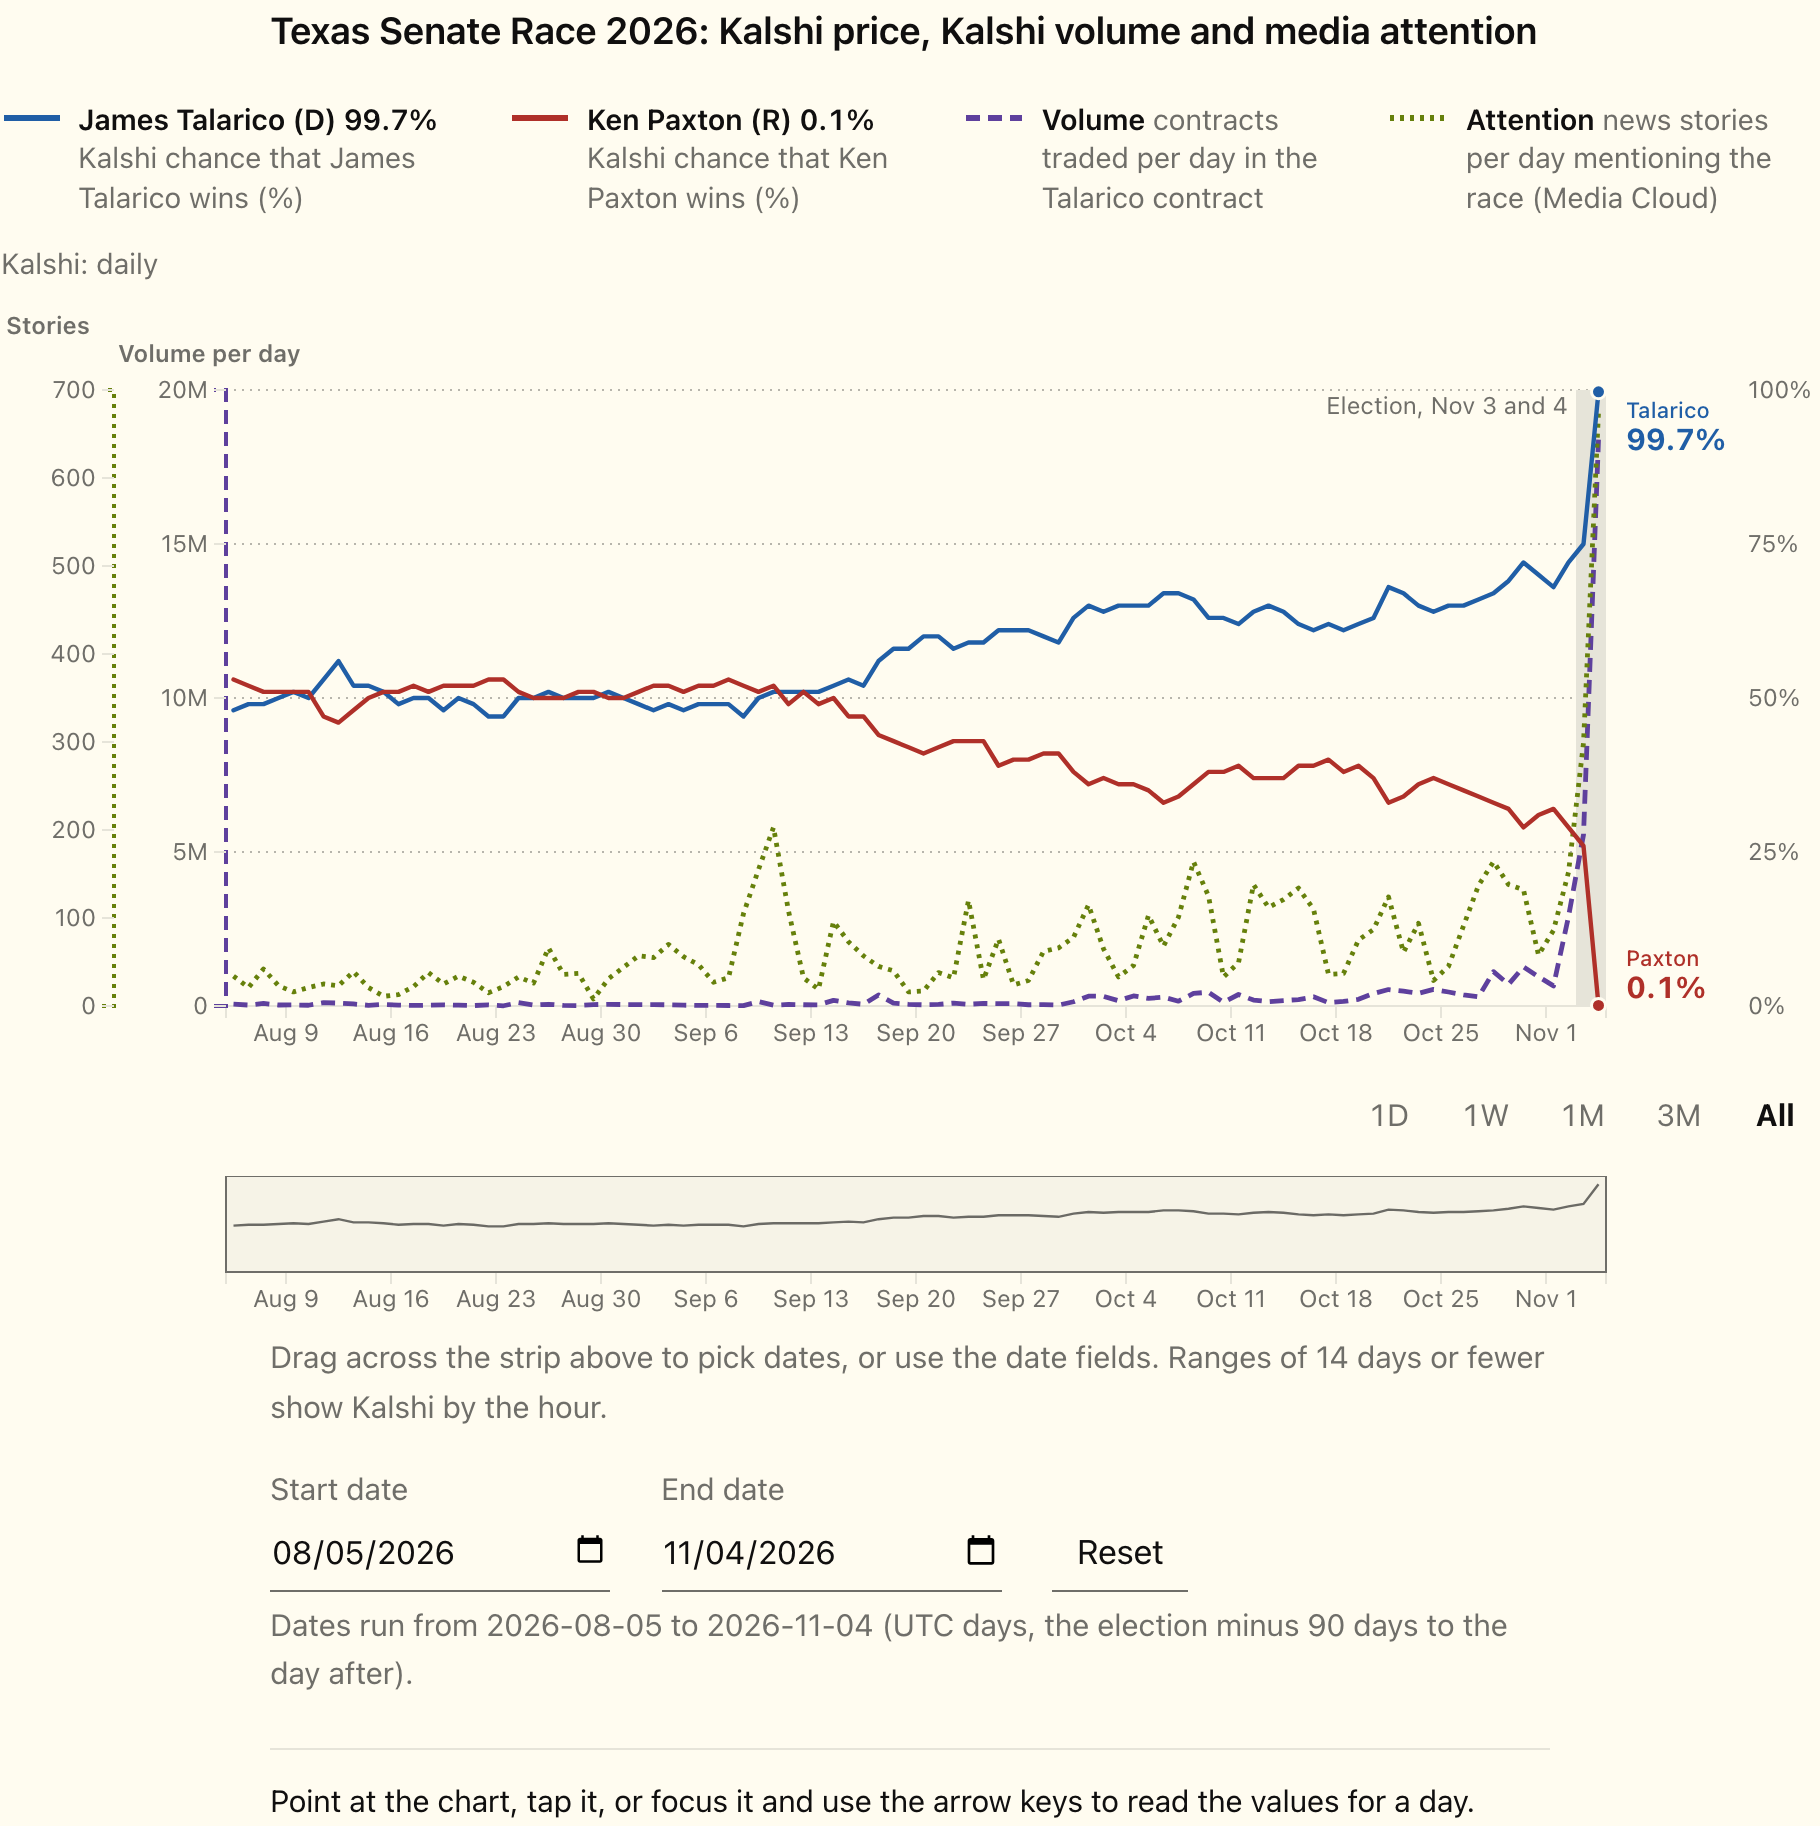 Texas Senate Race 2026: Kalshi price, Kalshi volume and media attention
James Talarico (D) 99.7%
Kalshi chance that James
Talarico wins (%)
Ken Paxton (R) 0.1%
Kalshi chance that Ken
Paxton wins (%)
Volume contracts
traded per day in the
Talarico contract
Attention news stories
per day mentioning the
race (Media Cloud)
Kalshi: daily
Stories
Volume per day
700
600
500
400
300
200
100
0
20M
15M
10M
5M
0
Election, Nov 3 and 4
Talarico
99.7%
Paxton
0.1%
100%
75%
50%
25%
0%
Aug 9 Aug 16 Aug 23 Aug 30 Sep 6 Sep 13 Sep 20 Sep 27 Oct 4 Oct 11 Oct 18 Oct 25 Nov 1
1D 1W 1M 3M All
Aug 9 Aug 16 Aug 23 Aug 30 Sep 6 Sep 13 Sep 20 Sep 27 Oct 4 Oct 11 Oct 18 Oct 25 Nov 1
Drag across the strip above to pick dates, or use the date fields. Ranges of 14 days or fewer
show Kalshi by the hour.
Start date End date
08/05/2026 11/04/2026 Reset
Dates run from 2026-08-05 to 2026-11-04 (UTC days, the election minus 90 days to the
day after).
Point at the chart, tap it, or focus it and use the arrow keys to read the values for a day.